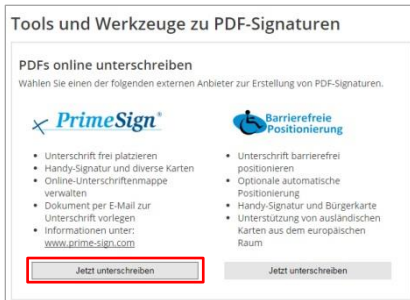 Tools und Werkzeuge zu PDF-Signaturen
PDFs online unterschreiben
Wählen Sie einen der folgenden externen Anbieter zur Erstellung von PDF-Signaturen.
PrimeSign®
• Unterschrift frei platzieren
• Handy-Signatur und diverse Karten
• Online-Unterschriftenmappe
verwalten
• Dokument per E-Mail zur
Unterschrift vorlegen
• Informationen unter:
www.prime-sign.com
Jetzt unterschreiben
Barrierefreie
Positionierung
• Unterschrift barrierefrei
positionieren
• Optionale automatische
Positionierung
• Handy-Signatur und Bürgerkarte
• Unterstützung von ausländischen
Karten aus dem europäischen
Raum
Jetzt unterschreiben